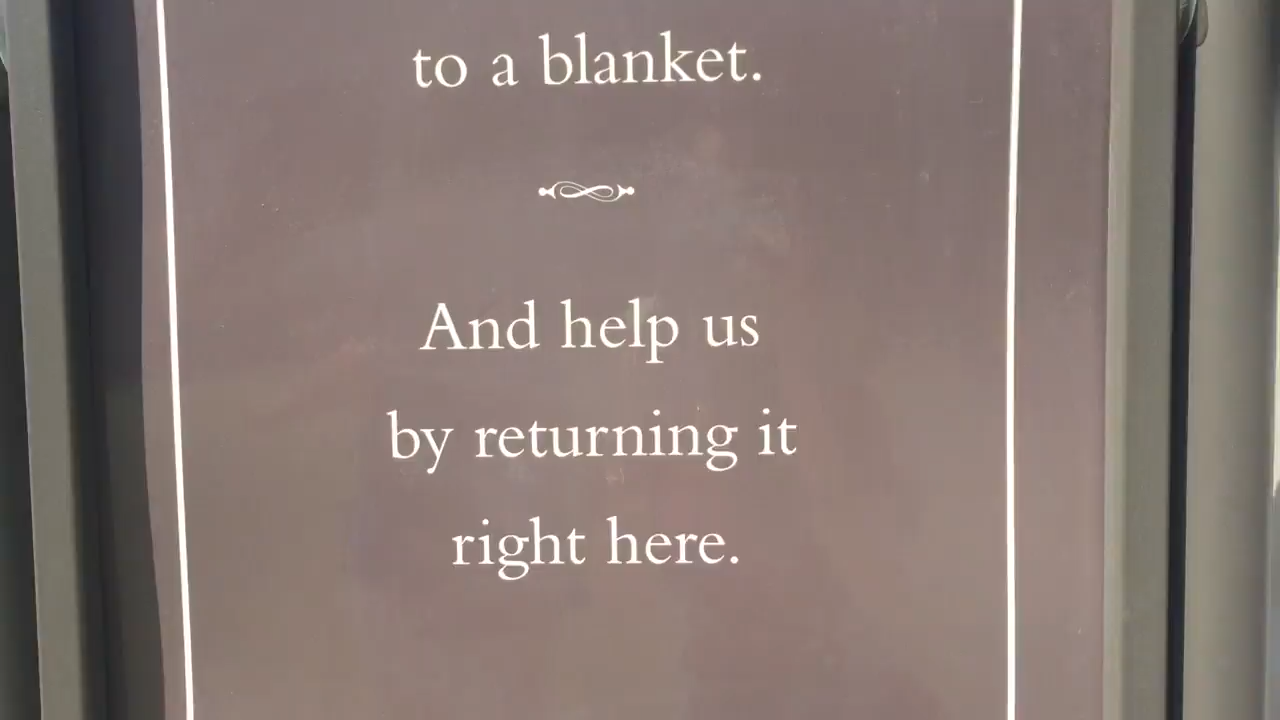 to a blanket.
And help us
by returning it
right here.